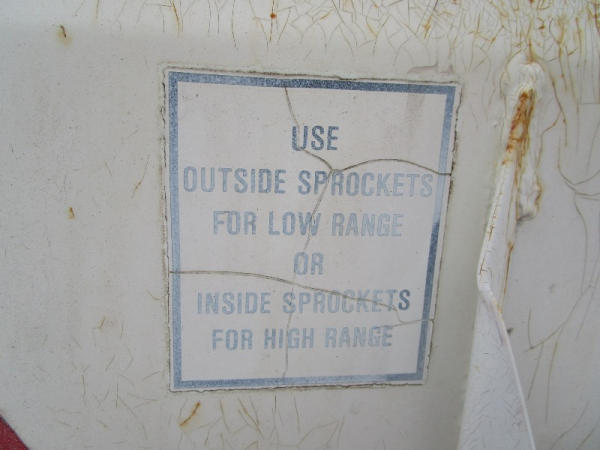 USE
OUTSIDE SPROCKETS
FOR LOW RANGE
OR
INSIDE SPROCKETS
FOR HIGH RANGE